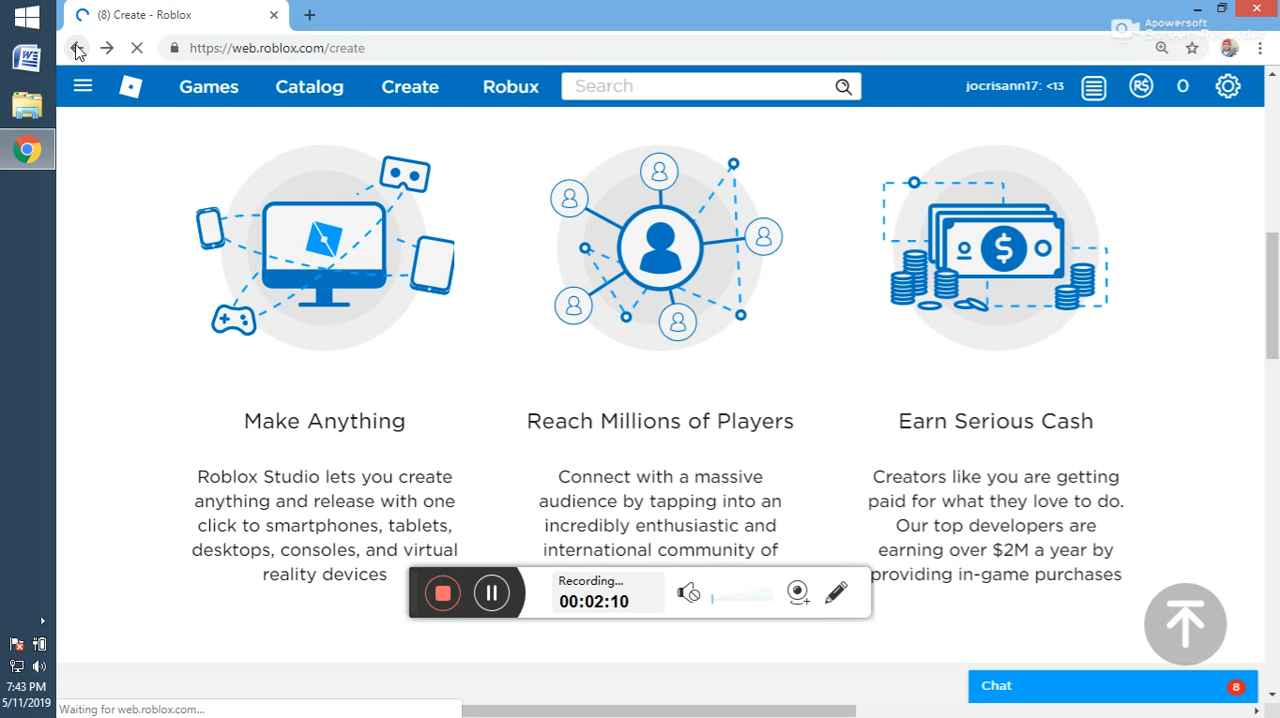 (8) Create - Roblox
Apowersoft
Screen Recorder
https://web.roblox.com/create
Games
Catalog
Create
Robux
Search
jocrisann17: <13
R$
0
Make Anything
Reach Millions of Players
Earn Serious Cash
Roblox Studio lets you create
anything and release with one
click to smartphones, tablets,
desktops, consoles, and virtual
reality devices
Connect with a massive
audience by tapping into an
incredibly enthusiastic and
international community of
Creators like you are getting
paid for what they love to do.
Our top developers are
earning over $2M a year by
providing in-game purchases
Recording...
00:02:10
Chat
8
7:43 PM
5/11/2019
Waiting for web.roblox.com...